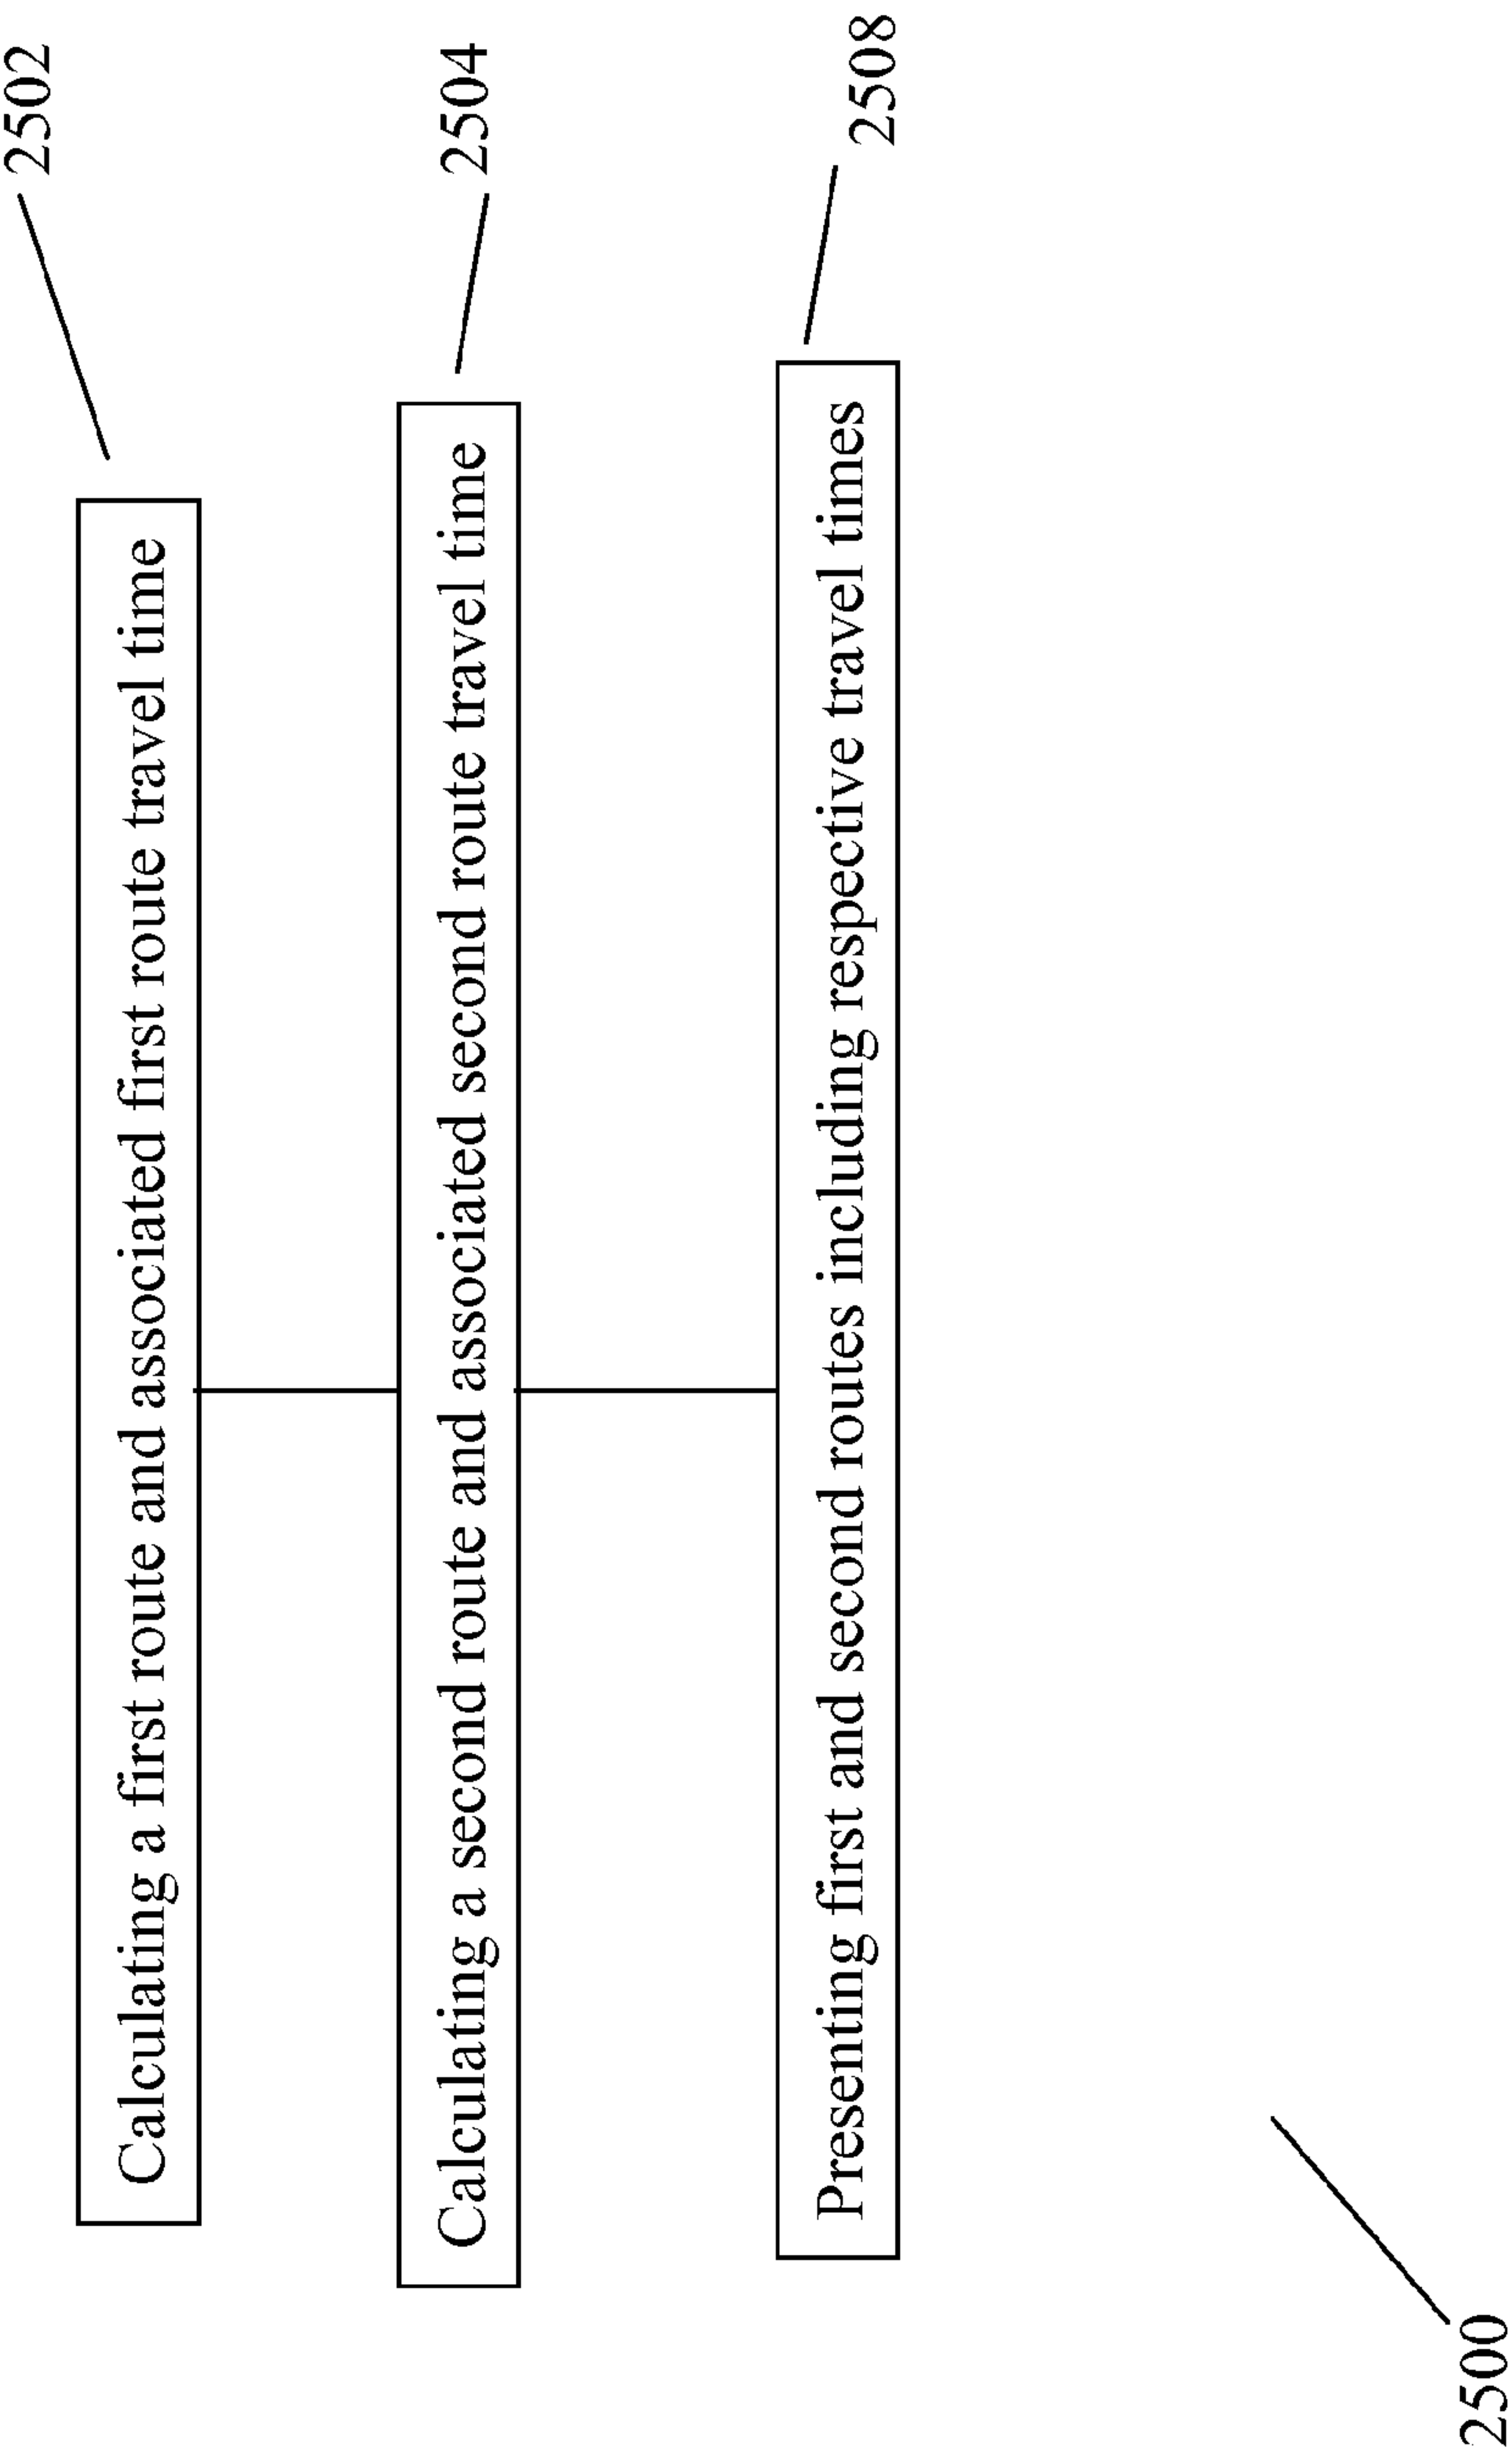 2502
Calculating a first route and associated first route travel time
2504
Calculating a second route and associated second route travel time
2508
Presenting first and second routes including respective travel times
2500